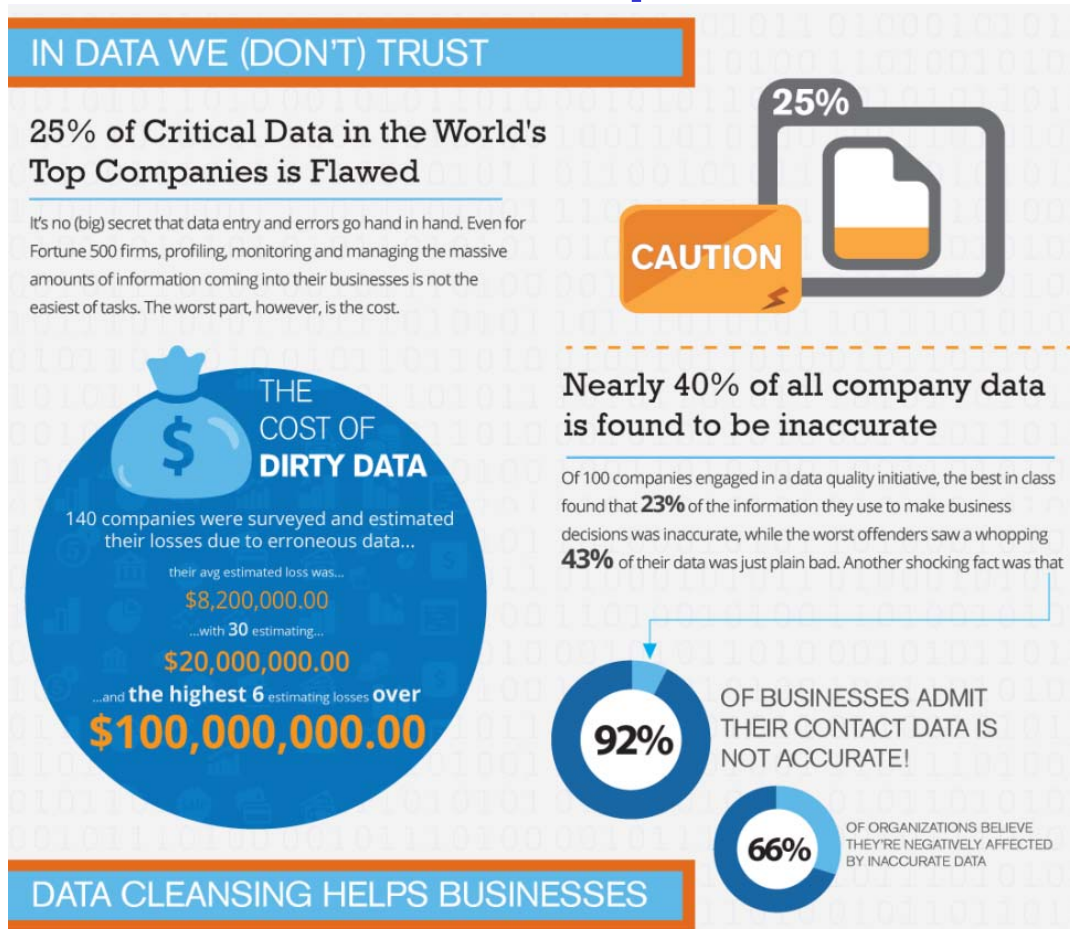 IN DATA WE (DON'T) TRUST
25% of Critical Data in the World's
Top Companies is Flawed
It's no (big) secret that data entry and errors go hand in hand. Even for
Fortune 500 firms, profiling, monitoring and managing the massive
amounts of information coming into their businesses is not the
easiest of tasks. The worst part, however, is the cost.
25%
CAUTION
$
THE
COST OF
DIRTY DATA
140 companies were surveyed and estimated
their losses due to erroneous data...
their avg estimated loss was...
$8,200,000.00
...with 30 estimating...
$20,000,000.00
...and the highest 6 estimating losses over
$100,000,000.00
Nearly 40% of all company data
is found to be inaccurate
Of 100 companies engaged in a data quality initiative, the best in class
found that 23% of the information they use to make business
decisions was inaccurate, while the worst offenders saw a whopping
43% of their data was just plain bad. Another shocking fact was that
92%
OF BUSINESSES ADMIT
THEIR CONTACT DATA IS
NOT ACCURATE!
66%
OF ORGANIZATIONS BELIEVE
THEY'RE NEGATIVELY AFFECTED
BY INACCURATE DATA
DATA CLEANSING HELPS BUSINESSES